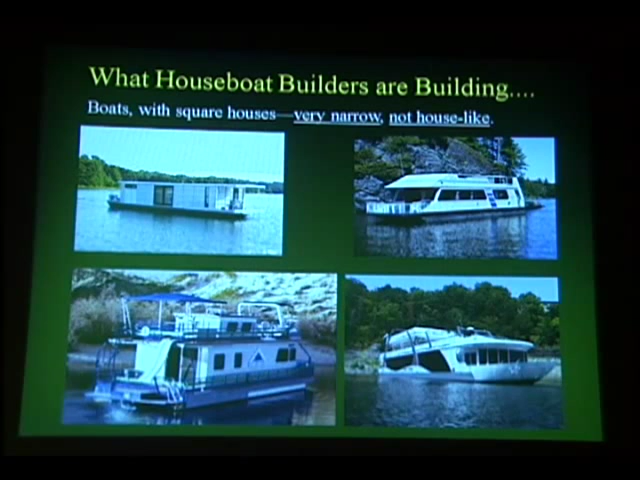 What Houseboat Builders are Building....
Boats, with square houses—very narrow, not house-like.